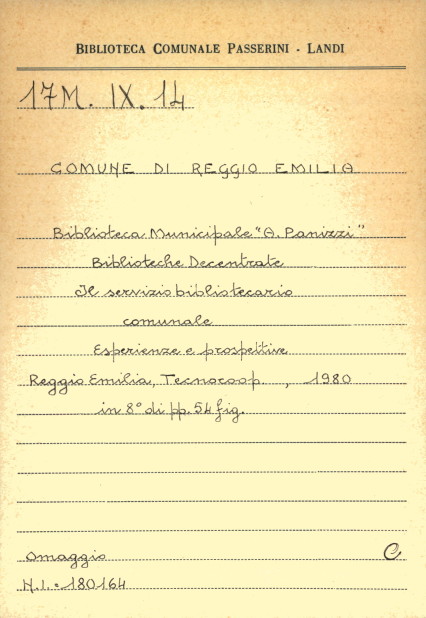 BIBLIOTECA COMUNALE PASSERINI - LANDI
17M. IX. 14
COMUNE DI REGGIO EMILIA
Biblioteca Municipale "A. Panizzi"
Biblioteche Decentrate
Il servizio bibliotecario
comunale
Esperienze e prospettive
Reggio Emilia, Tecnocoop. , 1980
in 8° di pp. 54 fig.
omaggio C
N.I. = 180164